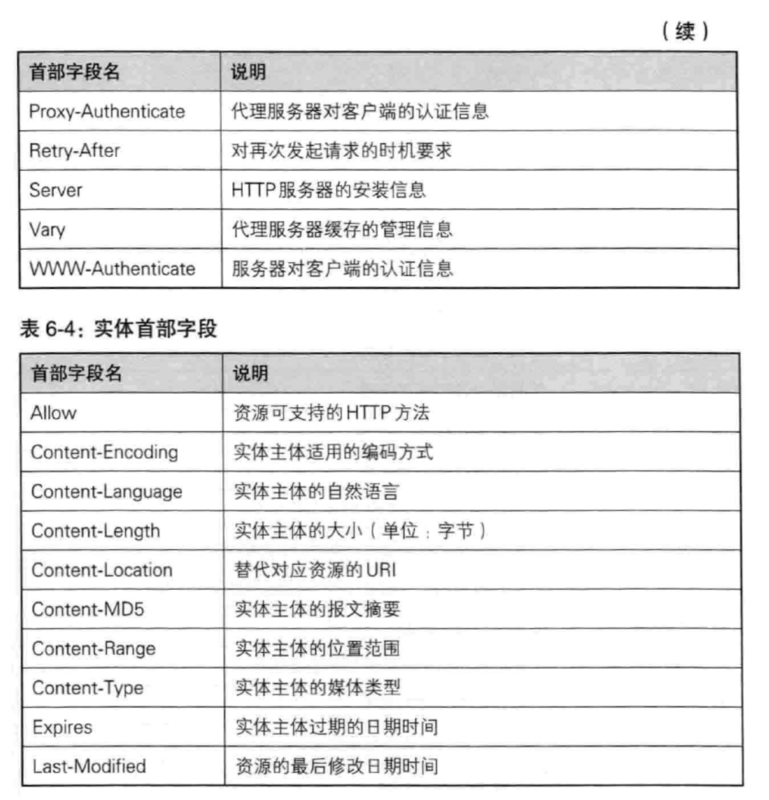 （续）
首部字段名 说明
Proxy-Authenticate 代理服务器对客户端的认证信息
Retry-After 对再次发起请求的时机要求
Server HTTP服务器的安装信息
Vary 代理服务器缓存的管理信息
WWW-Authenticate 服务器对客户端的认证信息
表 6-4：实体首部字段
首部字段名 说明
Allow 资源可支持的HTTP方法
Content-Encoding 实体主体适用的编码方式
Content-Language 实体主体的自然语言
Content-Length 实体主体的大小（单位：字节）
Content-Location 替代对应资源的URI
Content-MD5 实体主体的报文摘要
Content-Range 实体主体的位置范围
Content-Type 实体主体的媒体类型
Expires 实体主体过期的日期时间
Last-Modified 资源的最后修改日期时间